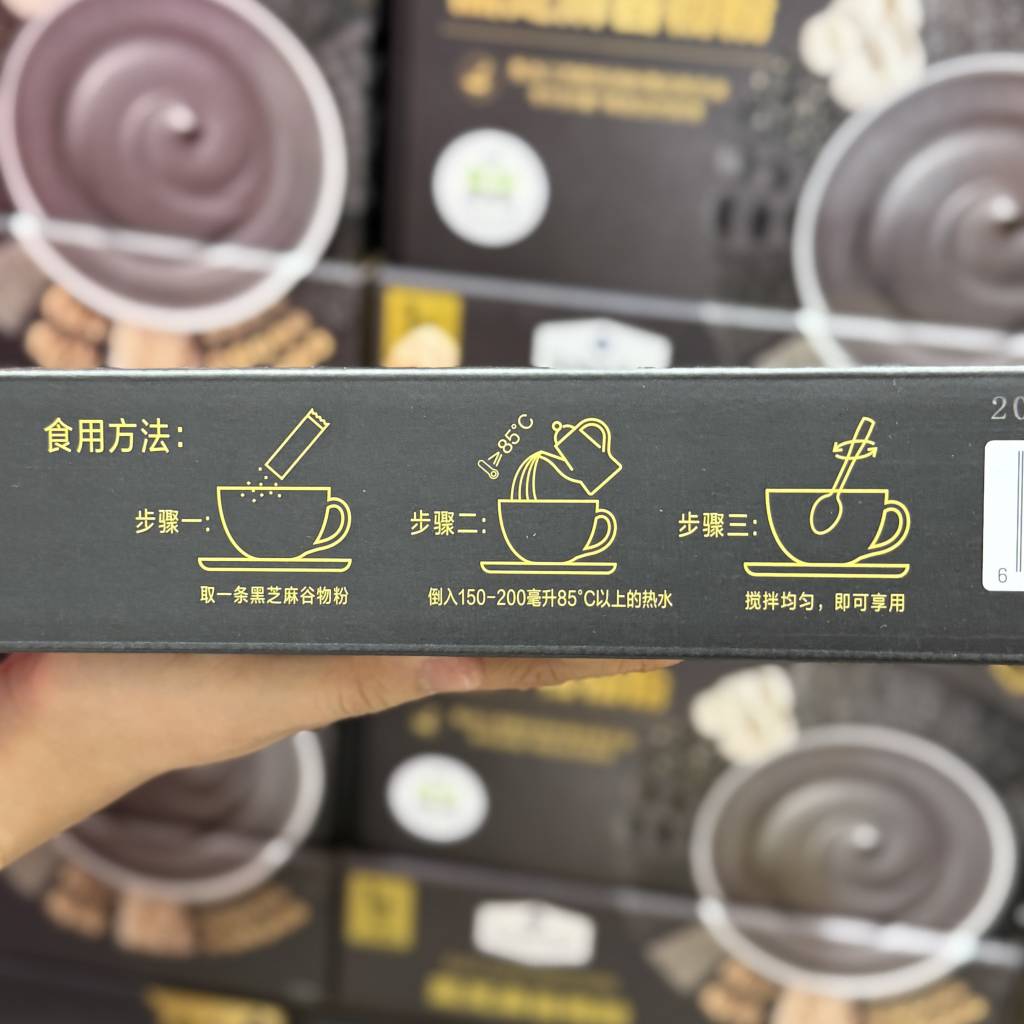 食用方法：
步骤一：
取一条黑芝麻谷物粉
≥85°C
步骤二：
倒入150-200毫升85°C以上的热水
步骤三：
搅拌均匀，即可享用
20
6